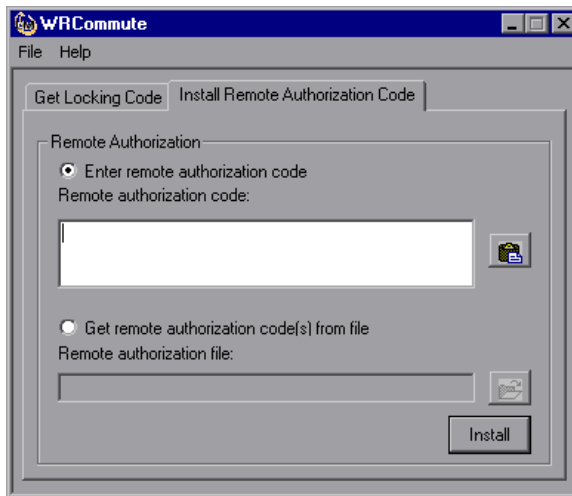 WRCommute
File Help
Get Locking Code Install Remote Authorization Code
Remote Authorization
Enter remote authorization code
Remote authorization code:
Get remote authorization code(s) from file
Remote authorization file:
Install